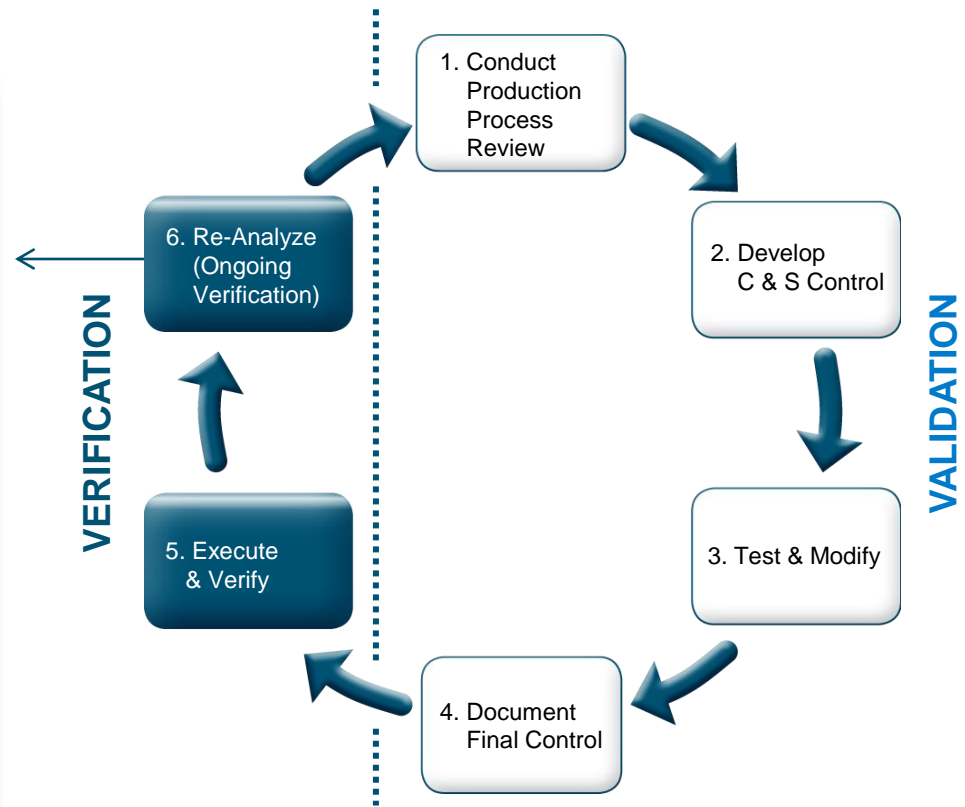 1. Conduct
Production
Process
Review
2. Develop
C & S Control
3. Test & Modify
4. Document
Final Control
5. Execute
& Verify
6. Re-Analyze
(Ongoing
Verification)
VERIFICATION
VALIDATION